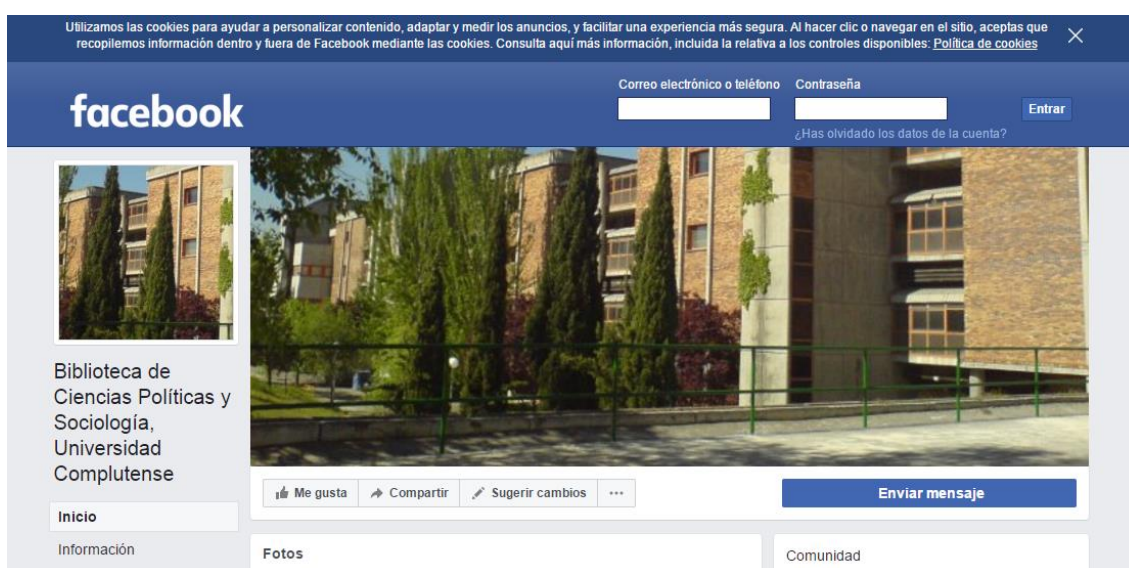 Utilizamos las cookies para ayudar a personalizar contenido, adaptar y medir los anuncios, y facilitar una experiencia más segura. Al hacer clic o navegar en el sitio, aceptas que
recopilemos información dentro y fuera de Facebook mediante las cookies. Consulta aquí más información, incluida la relativa a los controles disponibles: Política de cookies
Correo electrónico o teléfono
Contraseña
facebook
Entrar
¿Has olvidado los datos de la cuenta?
Biblioteca de
Ciencias Políticas y
Sociología,
Universidad
Complutense
Me gusta
Compartir
Sugerir cambios
Enviar mensaje
Inicio
Información
Fotos
Comunidad